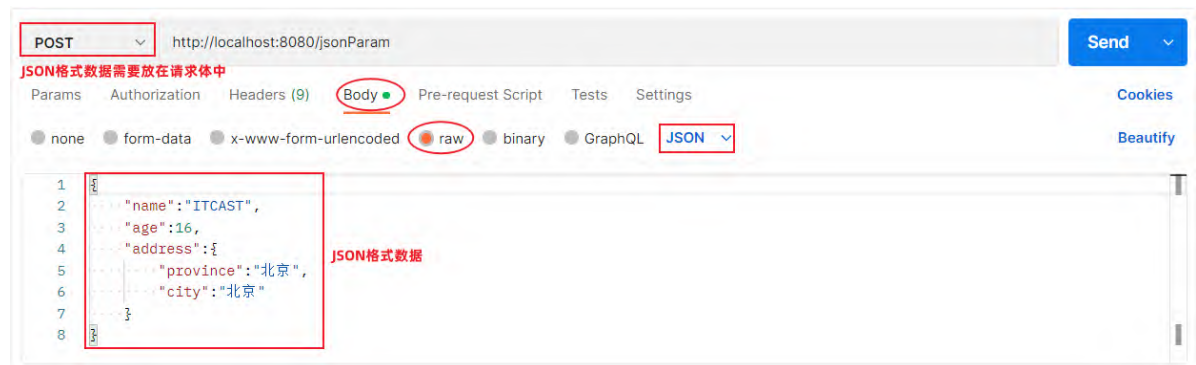 POST http://localhost:8080/jsonParam Send
JSON格式数据需要放在请求体中
Params Authorization Headers (9) Body Pre-request Script Tests Settings Cookies
none form-data x-www-form-urlencoded raw binary GraphQL JSON Beautify
1 {
2 "name":"ITCAST",
3 "age":16,
4 "address":{
JSON格式数据
5 "province":"北京",
6 "city":"北京"
7 }
8 }